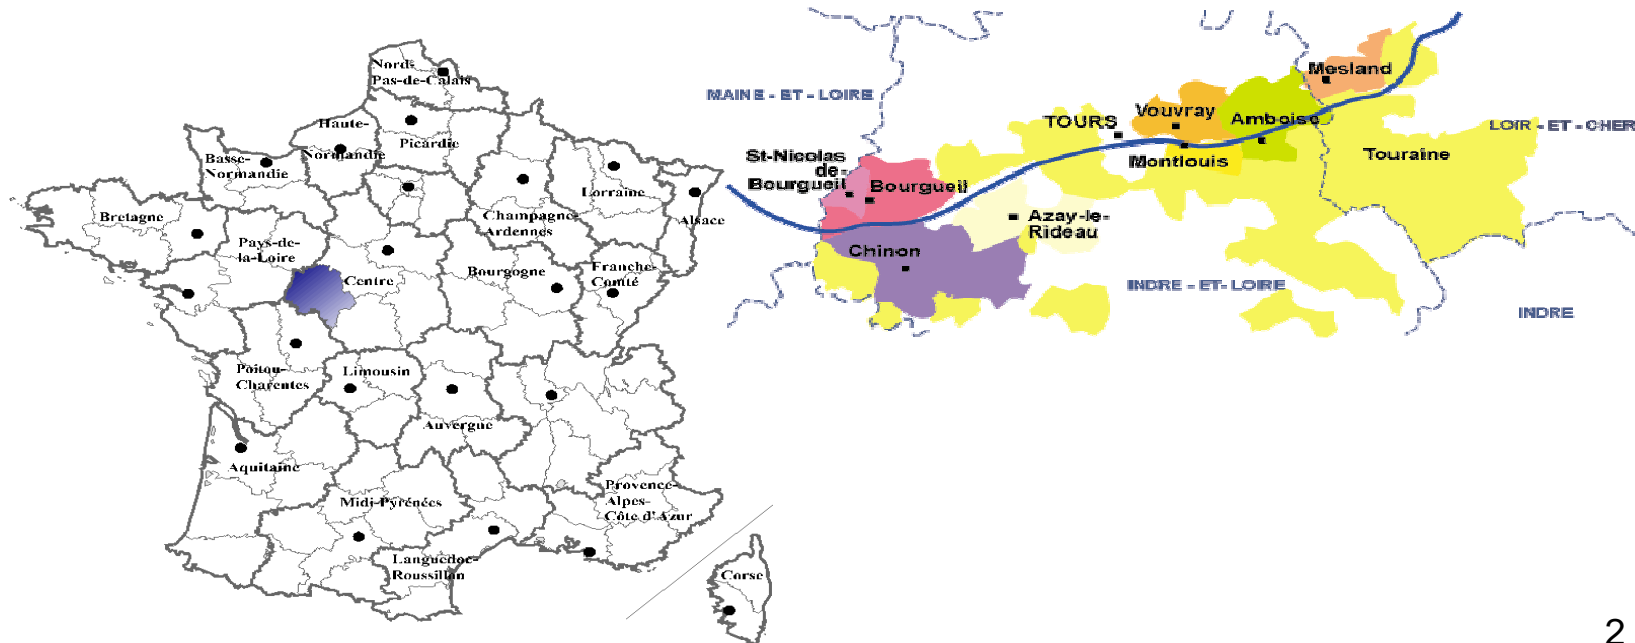 Nord-
Pas-de-Calais
Haute-
Normandie
Picardie
Basse-
Normandie
Lorraine
Alsace
Champagne-
Ardennes
Bretagne
Pays-de-
la-Loire
Centre
Bourgogne
Franche-
Comté
Poitou-
Charentes
Limousin
Auvergne
Aquitaine
Midi-Pyrénées
Provence-
Alpes-
Côte d'Azur
Languedoc-
Roussillon
Corse
MAINE - ET - LOIRE
Mesland
Vouvray
Amboise
TOURS
Montlouis
LOIR - ET - CHER
Touraine
St-Nicolas
de-
Bourgueil
Bourgueil
Azay-le-
Rideau
Chinon
INDRE - ET - LOIRE
INDRE
2